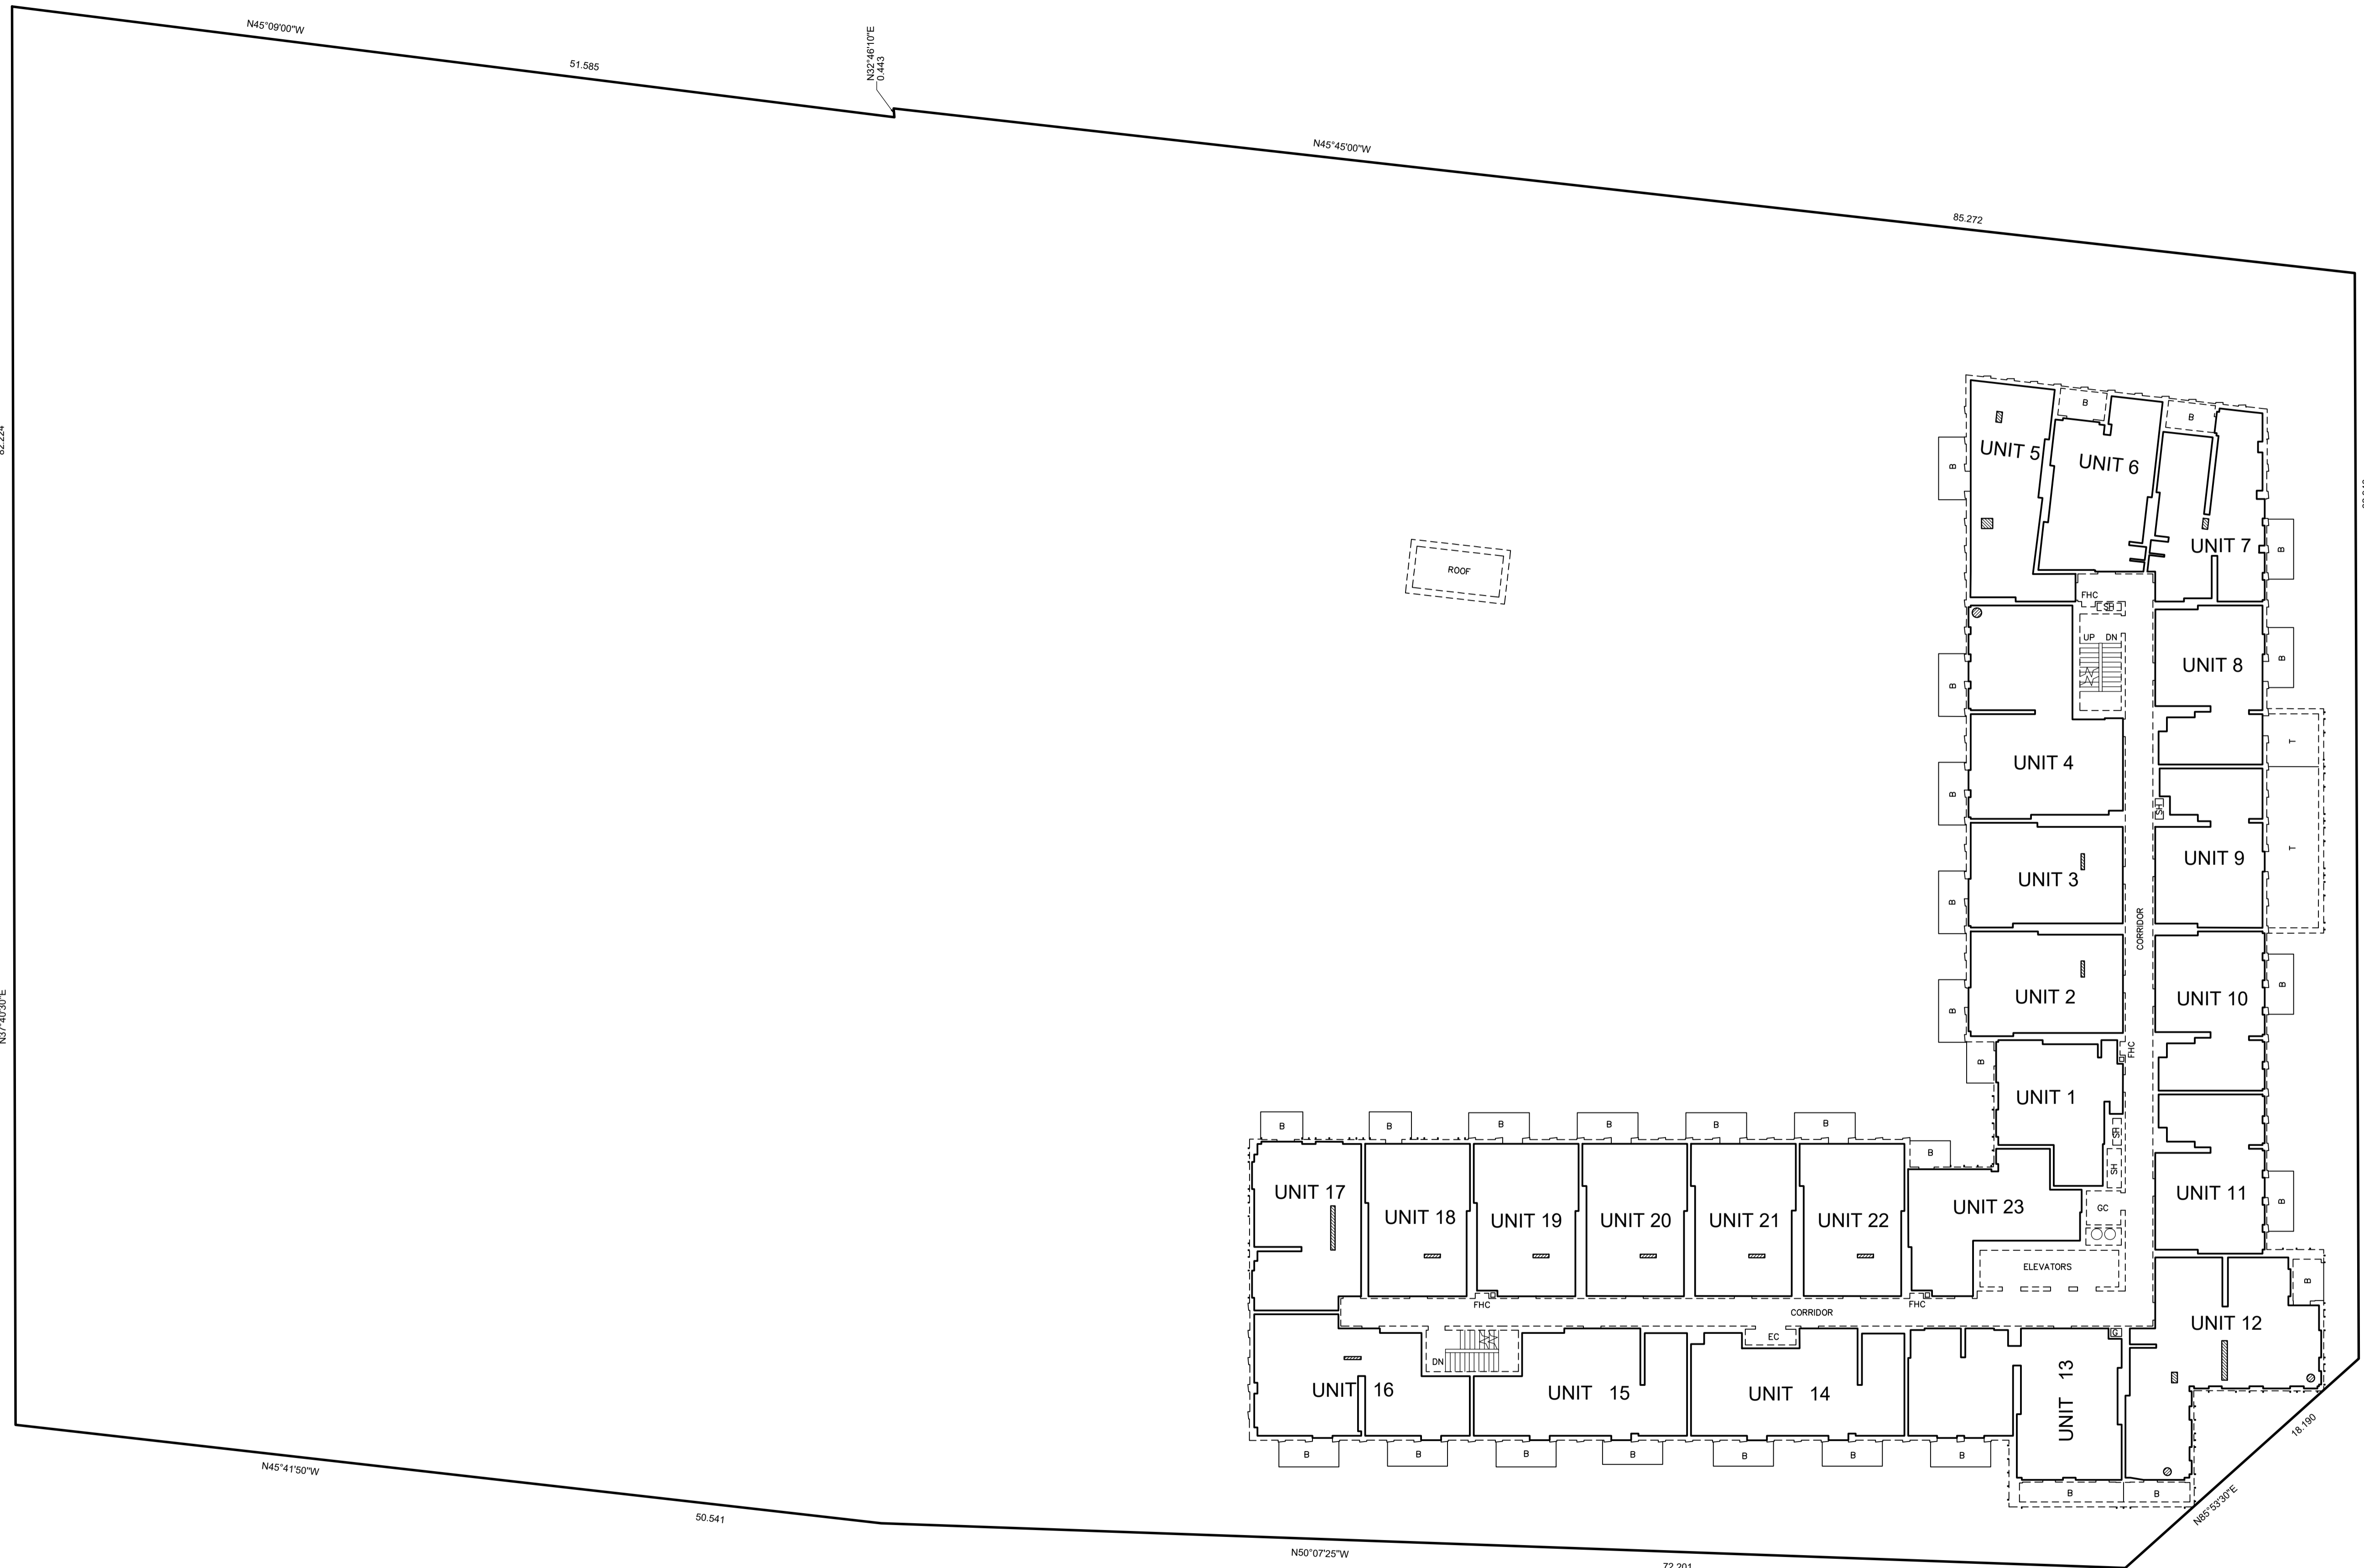 N45°09'00"W
51.585
N32°46'10"E
0.443
N45°45'00"W
85.272
82.224
N37°40'30"E
B
B
UNIT 5
UNIT 6
B
UNIT 7
B
ROOF
FHC
SH
UP DN
UNIT 8
B
B
UNIT 4
T
B
SH
UNIT 3
UNIT 9
T
B
CORRIDOR
UNIT 2
UNIT 10
B
B
FHC
B
UNIT 1
SH
SH
UNIT 11
B
B
B
B
B
B
B
B
UNIT 17
UNIT 18
UNIT 19
UNIT 20
UNIT 21
UNIT 22
UNIT 23
GC
ELEVATORS
B
FHC
CORRIDOR
FHC
UNIT 12
EC
G
DN
UNIT 16
UNIT 15
UNIT 14
UNIT 13
B
B
B
B
B
B
B
B
B
18.190
N85°53'30"E
N45°41'50"W
50.541
N50°07'25"W
72.201